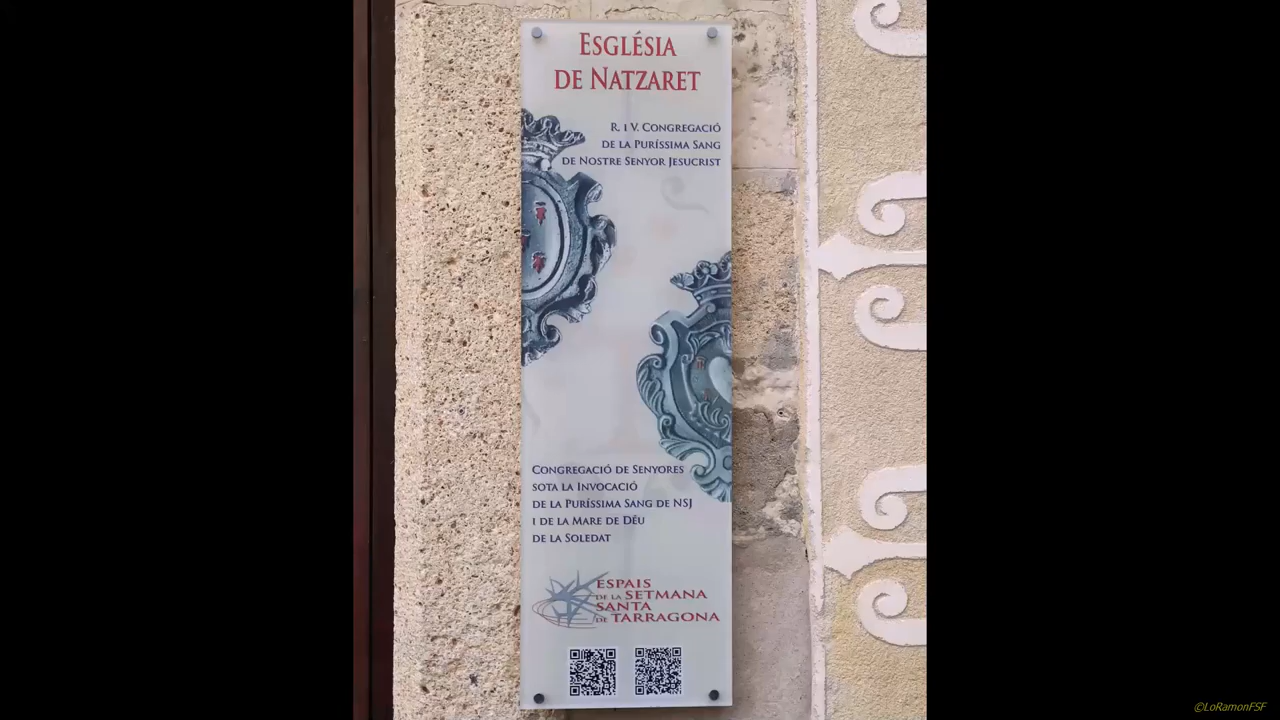 Església
de Natzaret
R. i V. Congregació
de la Puríssima Sang
de Nostre Senyor Jesucrist
Congregació de Senyores
sota la Invocació
de la Puríssima Sang de NSJ
i de la Mare de Déu
de la Soledat
ESPAIS
DE LA SETMANA
SANTA
DE TARRAGONA
©LoRamonFSF